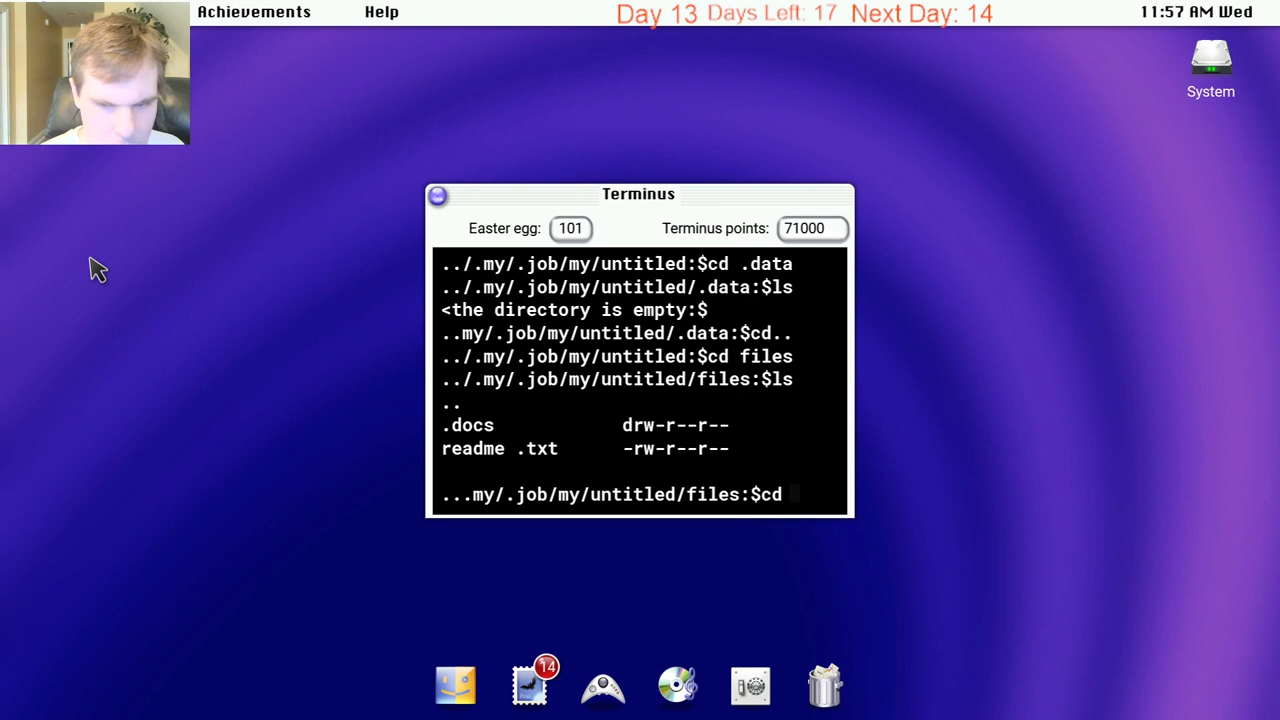 Achievements Help Day 13 Days Left: 17 Next Day: 14 11:57 AM Wed
System
Terminus
Easter egg: 101 Terminus points: 71000
../.my/.job/my/untitled:$cd .data
../.my/.job/my/untitled/.data:$ls
<the directory is empty:$
..my/.job/my/untitled/.data:$cd..
../.my/.job/my/untitled:$cd files
../.my/.job/my/untitled/files:$ls
..
.docs drw-r--r--
readme .txt -rw-r--r--
...my/.job/my/untitled/files:$cd
14